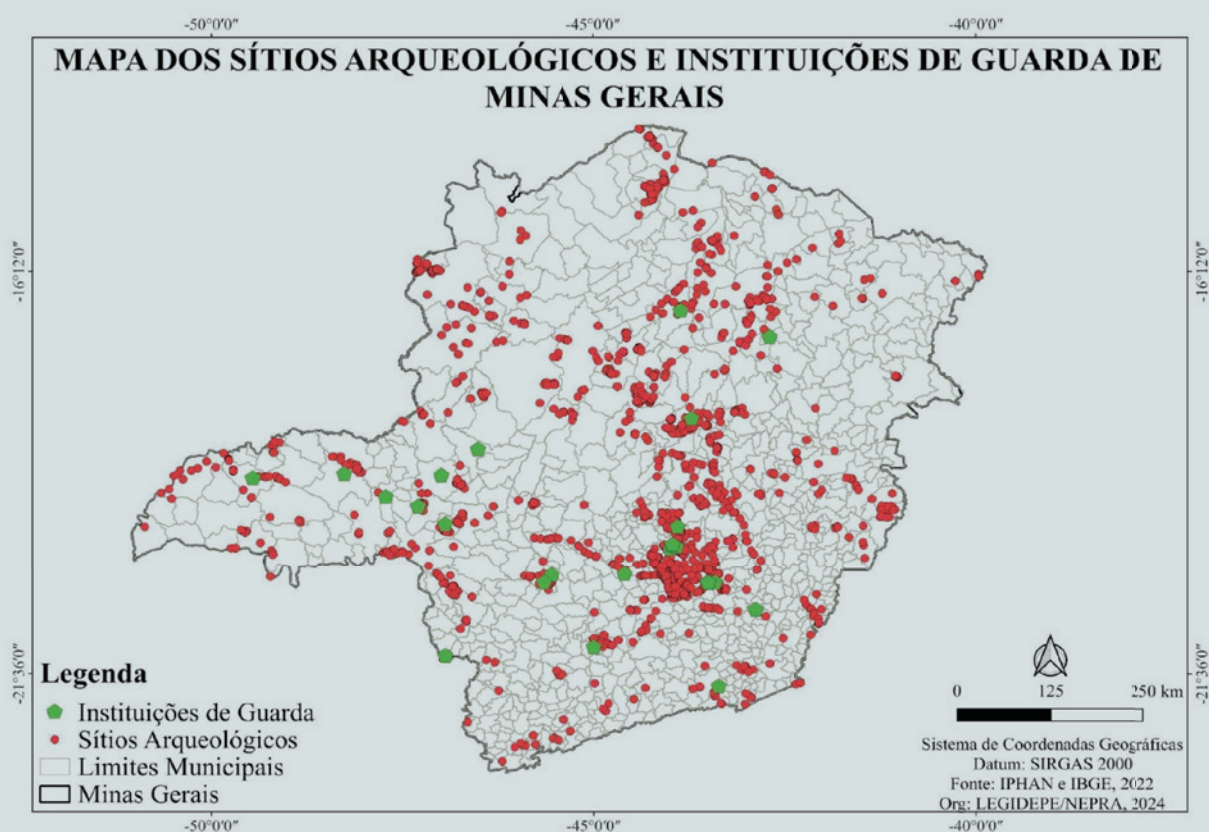 -50°0'0"
-45°0'0"
-40°0'0"
MAPA DOS SÍTIOS ARQUEOLÓGICOS E INSTITUIÇÕES DE GUARDA DE
MINAS GERAIS
-16°12'0"
-16°12'0"
-21°36'0"
-21°36'0"
Legenda
Instituições de Guarda
Sítios Arqueológicos
Limites Municipais
Minas Gerais
0 125 250 km
Sistema de Coordenadas Geográficas
Datum: SIRGAS 2000
Fonte: IPHAN e IBGE, 2022
Org: LEGIDEPE/NEPRA, 2024
-50°0'0"
-45°0'0"
-40°0'0"